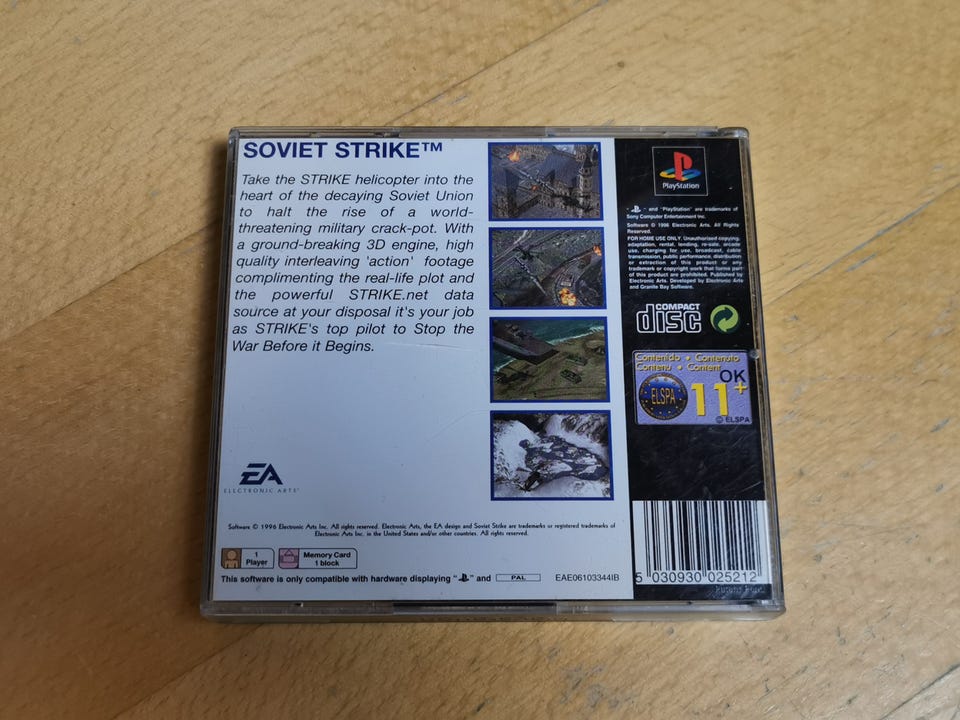 SOVIET STRIKE™
Take the STRIKE helicopter into the
heart of the decaying Soviet Union
to halt the rise of a world-
threatening military crack-pot. With
a ground-breaking 3D engine, high
quality interleaving 'action' footage
complimenting the real-life plot and
the powerful STRIKE.net data
source at your disposal it's your job
as STRIKE's top pilot to Stop the
War Before it Begins.
EA
ELECTRONIC ARTS®
Software © 1996 Electronic Arts Inc. All rights reserved. Electronic Arts, the EA design and Soviet Strike are trademarks or registered trademarks of
Electronic Arts Inc. in the United States and/or other countries. All rights reserved.
1
Player
Memory Card
1 block
This software is only compatible with hardware displaying " " and PAL
EAE06103344IB
PlayStation
" " and "PlayStation" are trademarks of
Sony Computer Entertainment Inc.
Software © 1996 Electronic Arts. All Rights
Reserved.
FOR HOME USE ONLY. Unauthorised copying,
adaptation, rental, lending, re-sale, arcade
use, charging for use, broadcast, cable
transmission, public performance, distribution
or extraction of this product or any
trademark or copyright work that forms part
of this product are prohibited. Published by
Electronic Arts. Developed by Electronic Arts
and Granite Bay Software.
COMPACT
disc
Contenido • Contenuto
Contenu • Content
OK
ELSPA
11+
© ELSPA
5 030930 025212